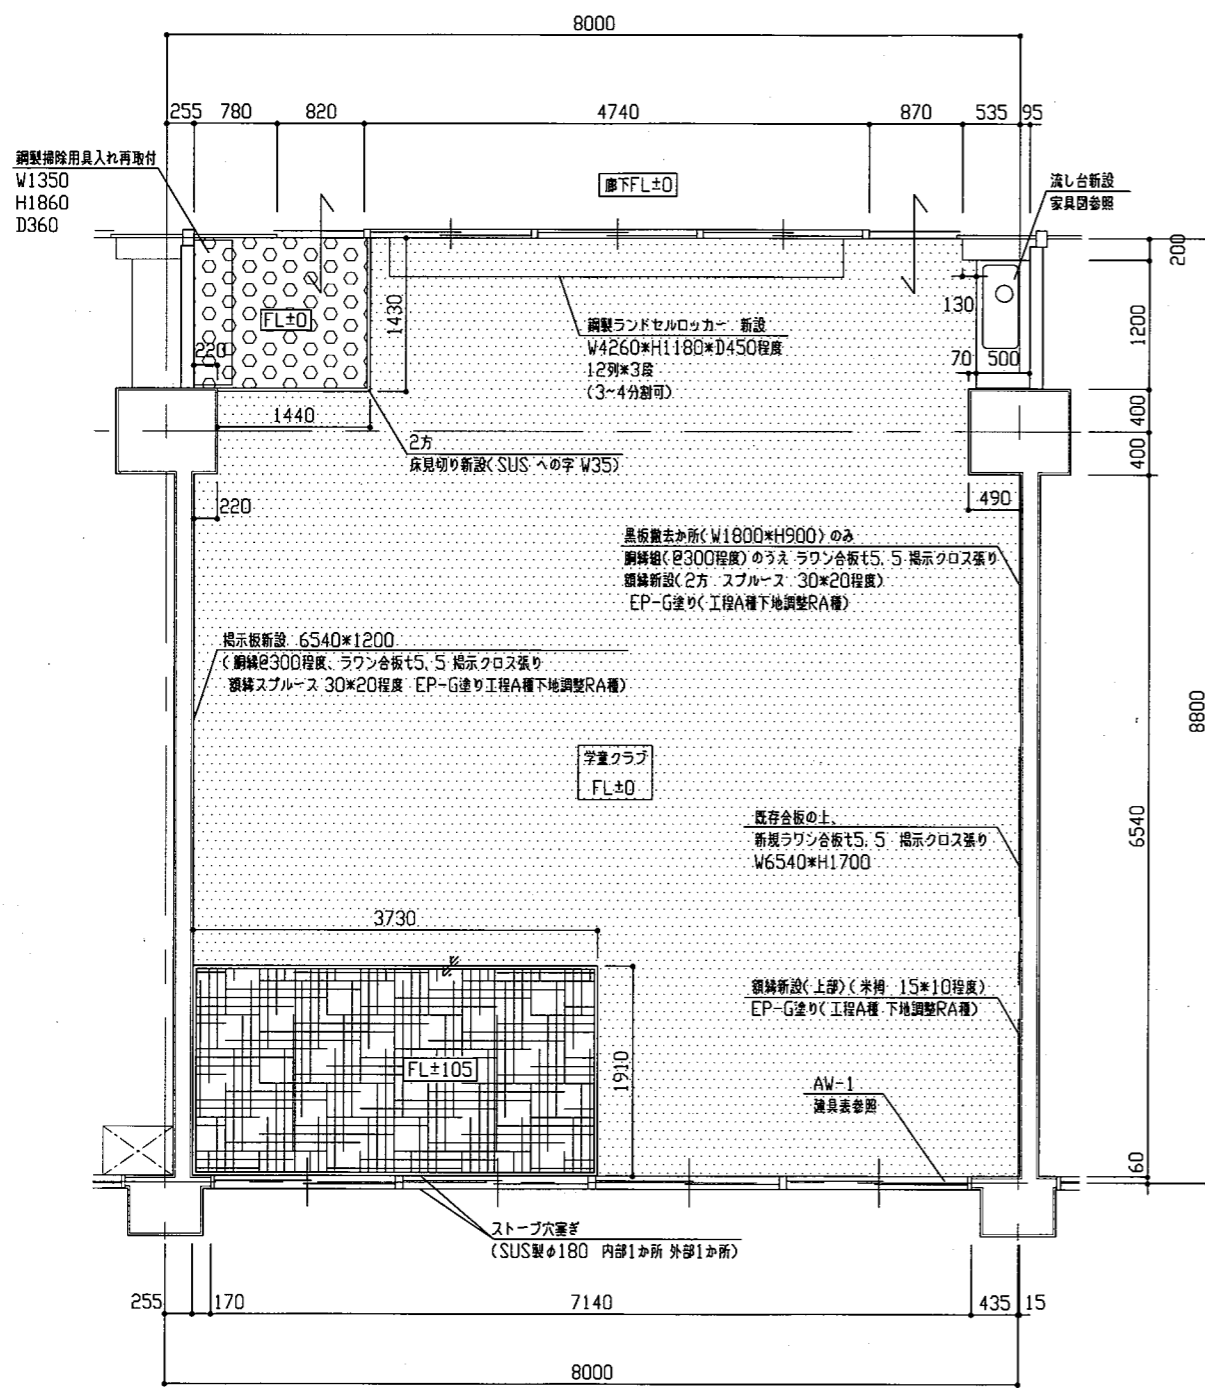 8000
255 780 820 4740 870 535 95
鋼製掃除用具入れ再取付
W1350
H1860
D360
廊下FL±0
流し台新設
家具図参照
200
FL±0
1430
130
1200
鋼製ランドセルロッカー 新設
W4260*H1180*D450程度
12列*3段
(3~4分割可)
220
70 500
1440
400
2方
床見切り新設(SUS への字 W35)
400
220
490
黒板撤去か所(W1800*H900)のみ
胴縁組(@300程度)のうえ ラワン合板t5.5 掲示クロス張り
額縁新設(2方 スプルース 30*20程度)
EP-G塗り(工程A種下地調整RA種)
掲示板新設 6540*1200
(胴縁@300程度、ラワン合板t5.5 掲示クロス張り
額縁スプルース 30*20程度 EP-G塗り工程A種下地調整RA種)
8800
学童クラブ
FL±0
既存合板の上、
新規ラワン合板t5.5 掲示クロス張り
W6540*H1700
6540
3730
額縁新設(上部)(米栂 15*10程度)
EP-G塗り(工程A種 下地調整RA種)
FL±105
1910
AW-1
建具表参照
60
ストーブ穴塞ぎ
(SUS製φ180 内部1か所 外部1か所)
255 170 7140 435 15
8000